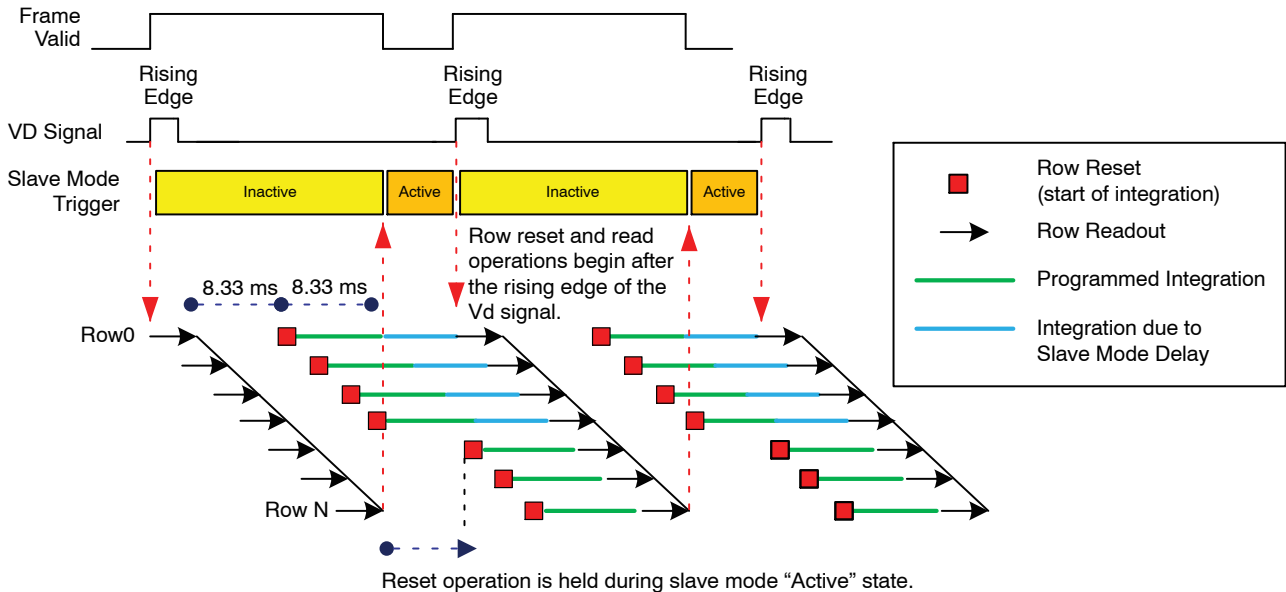 Frame
Valid
Rising
Edge
Rising
Edge
Rising
Edge
VD Signal
Slave Mode
Trigger
Inactive
Active
Inactive
Active
Row reset and read
operations begin after
the rising edge of the
Vd signal.
8.33 ms
8.33 ms
Row0
Row N
Reset operation is held during slave mode “Active” state.
Row Reset
(start of integration)
Row Readout
Programmed Integration
Integration due to
Slave Mode Delay